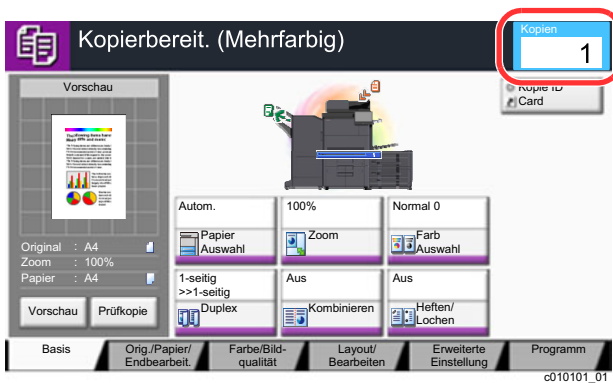 Kopierbereit. (Mehrfarbig)
Kopien
1
Kopie ID
Card
Vorschau
Original : A4
Zoom : 100%
Papier : A4
Vorschau
Prüfkopie
1
Autom.
Papier
Auswahl
100%
Zoom
Normal 0
Farb
Auswahl
1-seitig
>>1-seitig
Duplex
Aus
Kombinieren
Aus
Heften/
Lochen
Basis
Orig./Papier/
Endbearbeit.
Farbe/Bild-
qualität
Layout/
Bearbeiten
Erweiterte
Einstellung
Programm
c010101_01